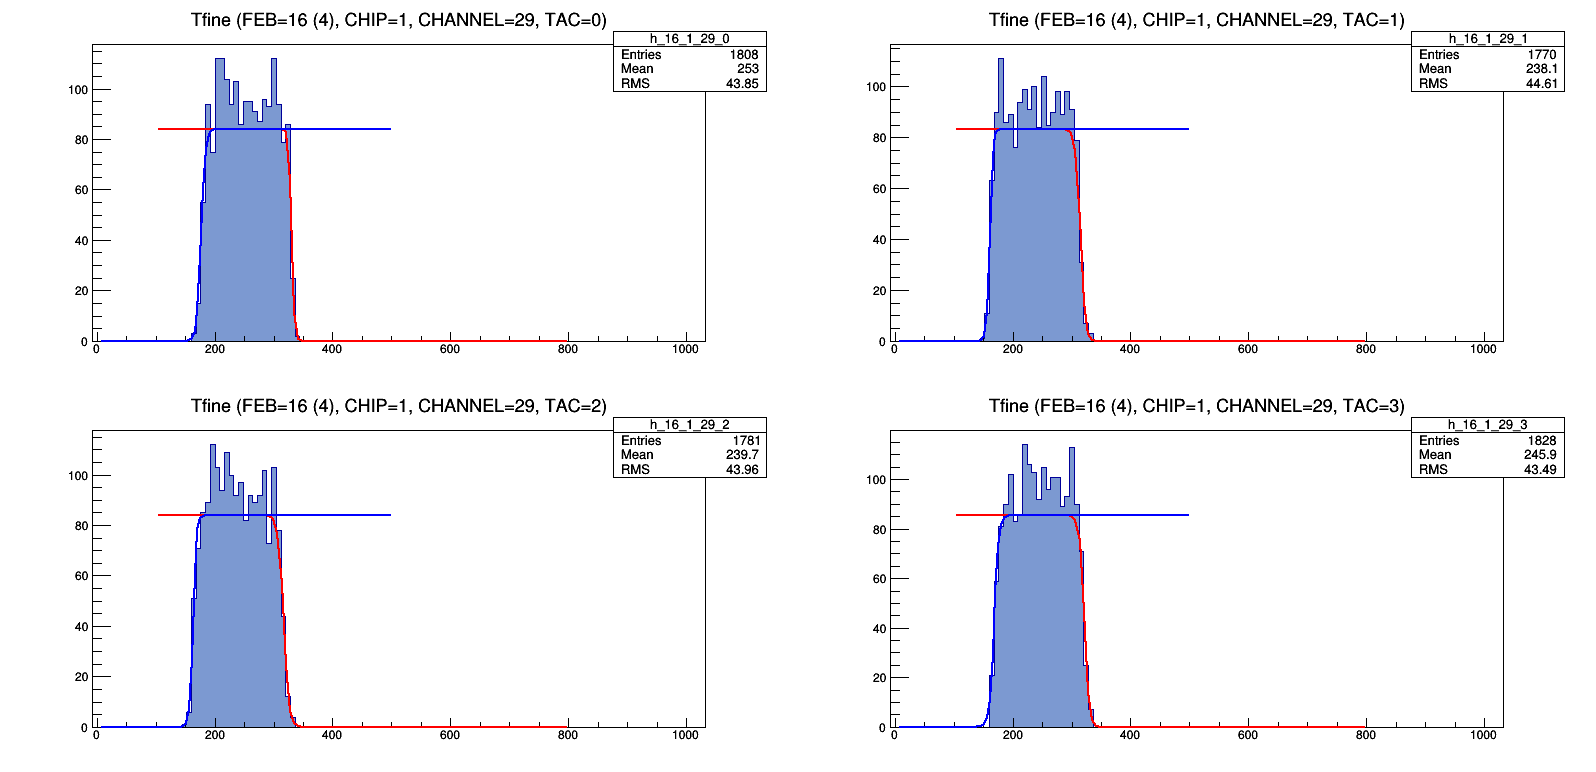 Tfine (FEB=16 (4), CHIP=1, CHANNEL=29, TAC=0)
h_16_1_29_0
Entries 1808
Mean 253
RMS 43.85
100
80
60
40
20
0
0 200 400 600 800 1000
Tfine (FEB=16 (4), CHIP=1, CHANNEL=29, TAC=1)
h_16_1_29_1
Entries 1770
Mean 238.1
RMS 44.61
100
80
60
40
20
0
0 200 400 600 800 1000
Tfine (FEB=16 (4), CHIP=1, CHANNEL=29, TAC=2)
h_16_1_29_2
Entries 1781
Mean 239.7
RMS 43.96
100
80
60
40
20
0
0 200 400 600 800 1000
Tfine (FEB=16 (4), CHIP=1, CHANNEL=29, TAC=3)
h_16_1_29_3
Entries 1828
Mean 245.9
RMS 43.49
100
80
60
40
20
0
0 200 400 600 800 1000